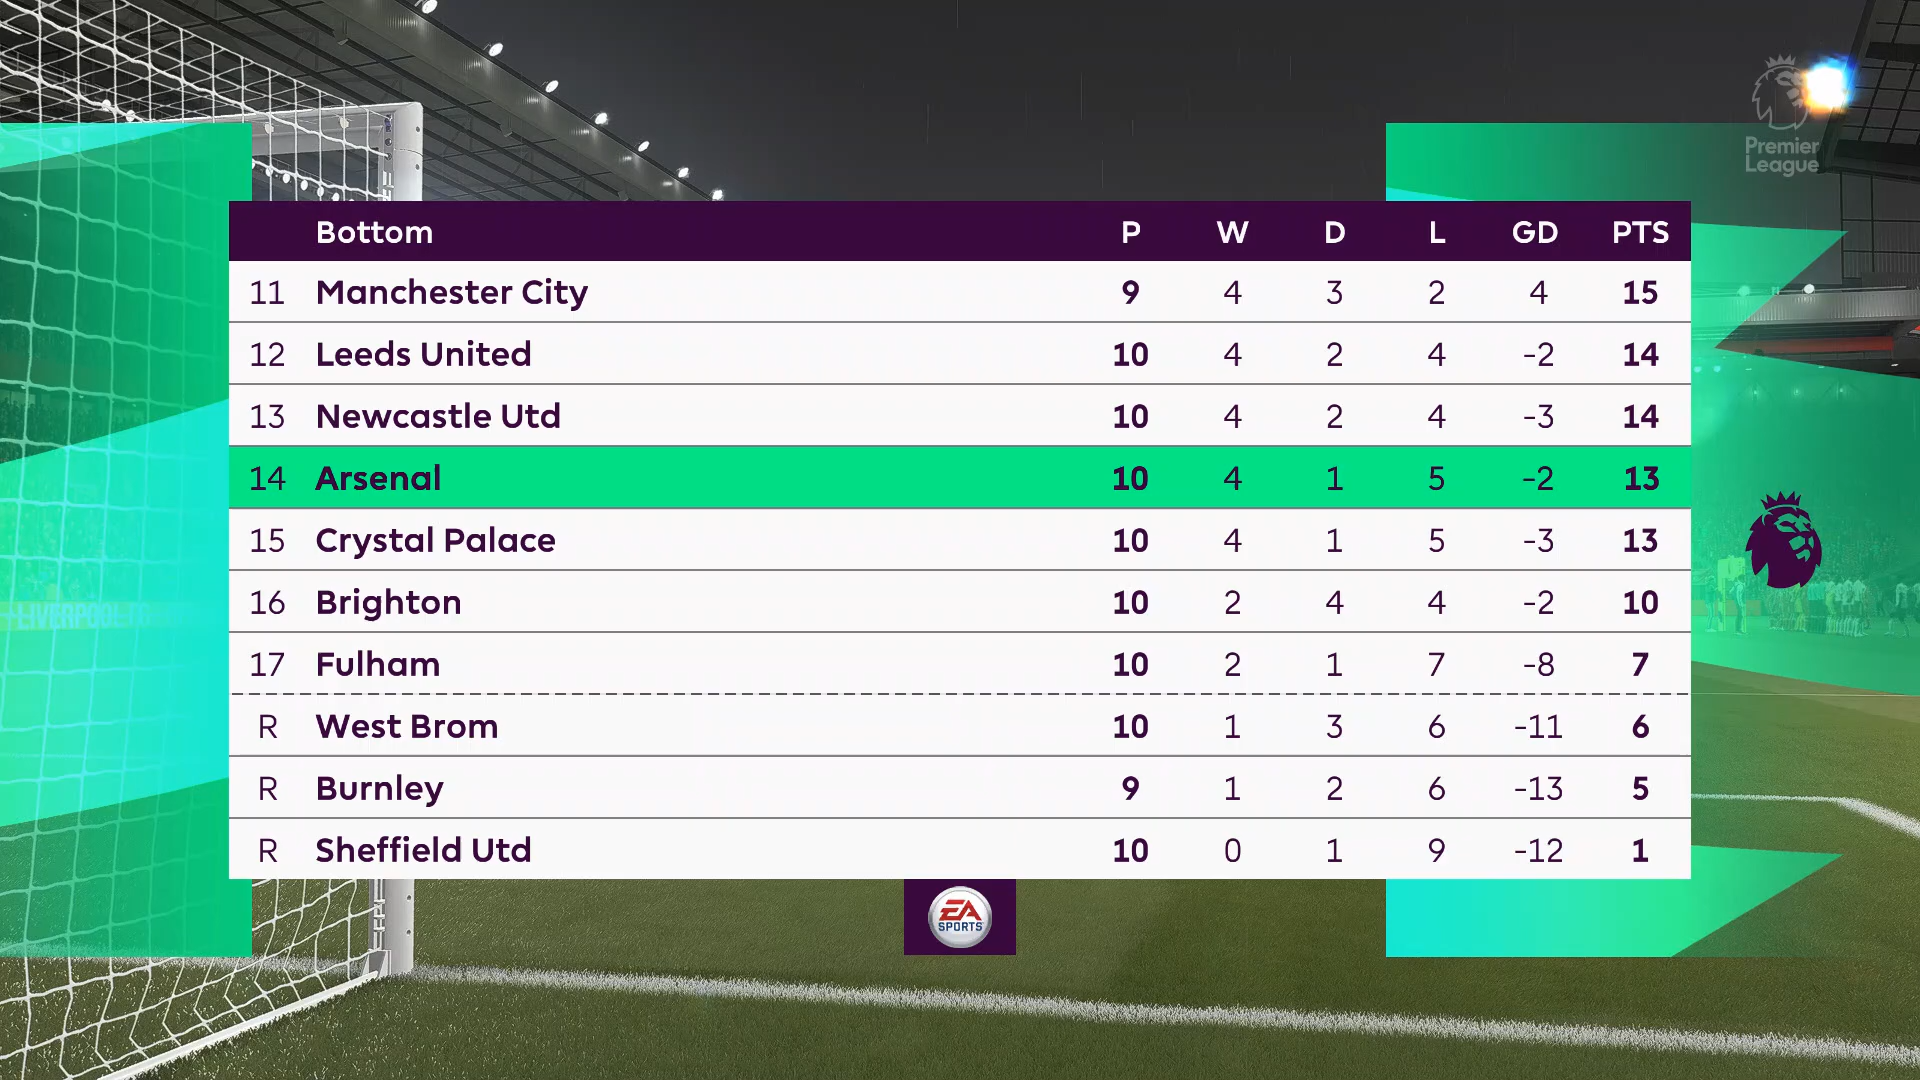 Premier
League
Bottom P W D L GD PTS
11 Manchester City 9 4 3 2 4 15
12 Leeds United 10 4 2 4 -2 14
13 Newcastle Utd 10 4 2 4 -3 14
14 Arsenal 10 4 1 5 -2 13
15 Crystal Palace 10 4 1 5 -3 13
16 Brighton 10 2 4 4 -2 10
17 Fulham 10 2 1 7 -8 7
R West Brom 10 1 3 6 -11 6
R Burnley 9 1 2 6 -13 5
R Sheffield Utd 10 0 1 9 -12 1
LIVERPOOL
EA
SPORTS